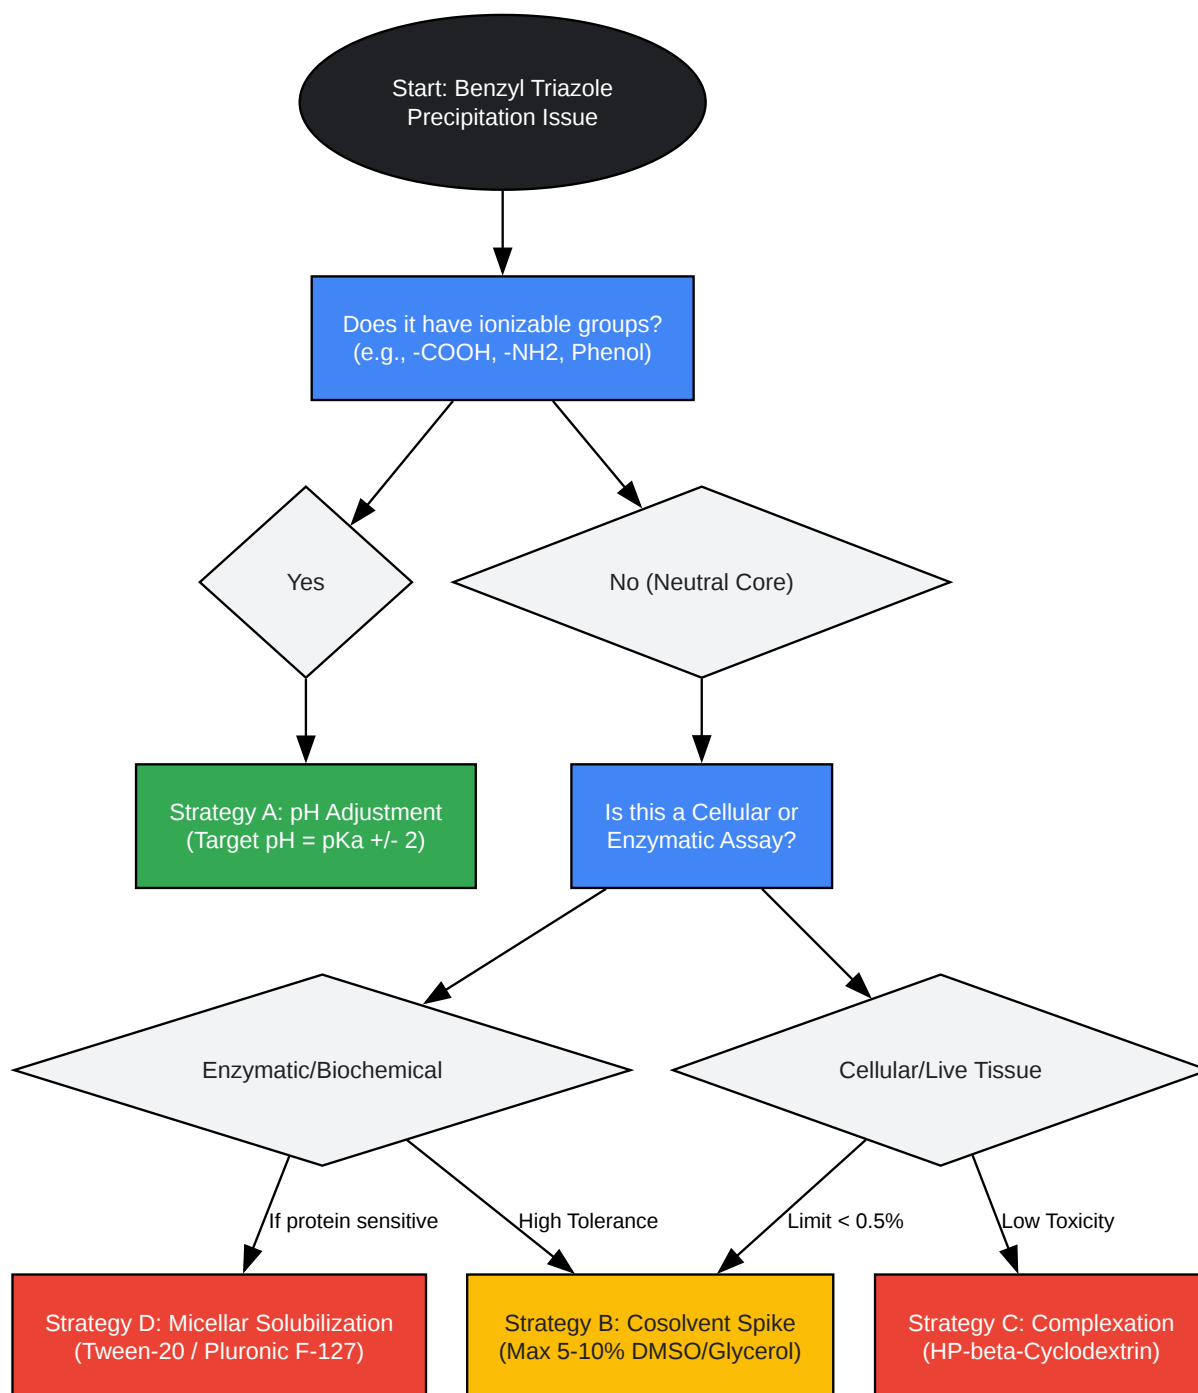 Start: Benzyl Triazole
Precipitation Issue
Does it have ionizable groups?
(e.g., -COOH, -NH2, Phenol)
Yes
No (Neutral Core)
Strategy A: pH Adjustment
(Target pH = pKa +/- 2)
Is this a Cellular or
Enzymatic Assay?
Enzymatic/Biochemical
Cellular/Live Tissue
If protein sensitive
High Tolerance
Limit < 0.5%
Low Toxicity
Strategy D: Micellar Solubilization
(Tween-20 / Pluronic F-127)
Strategy B: Cosolvent Spike
(Max 5-10% DMSO/Glycerol)
Strategy C: Complexation
(HP-beta-Cyclodextrin)